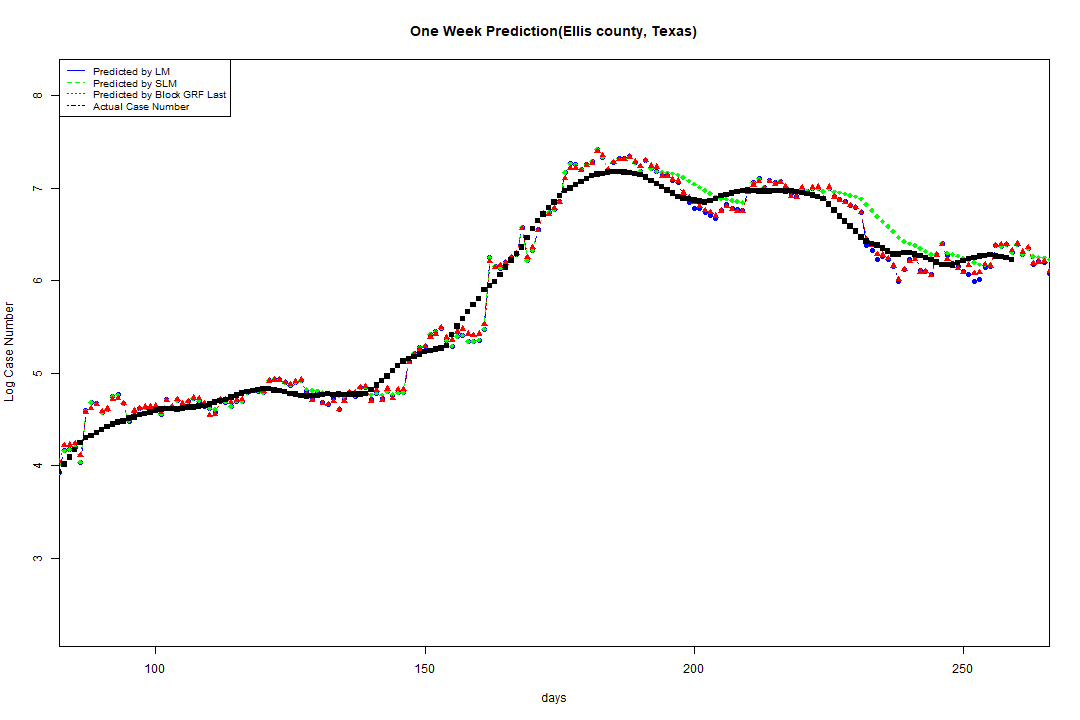 One Week Prediction(Ellis county, Texas)
Predicted by LM
Predicted by SLM
Predicted by Block GRF Last
Actual Case Number
8
7
6
5
4
3
Log Case Number
100
150
200
250
days